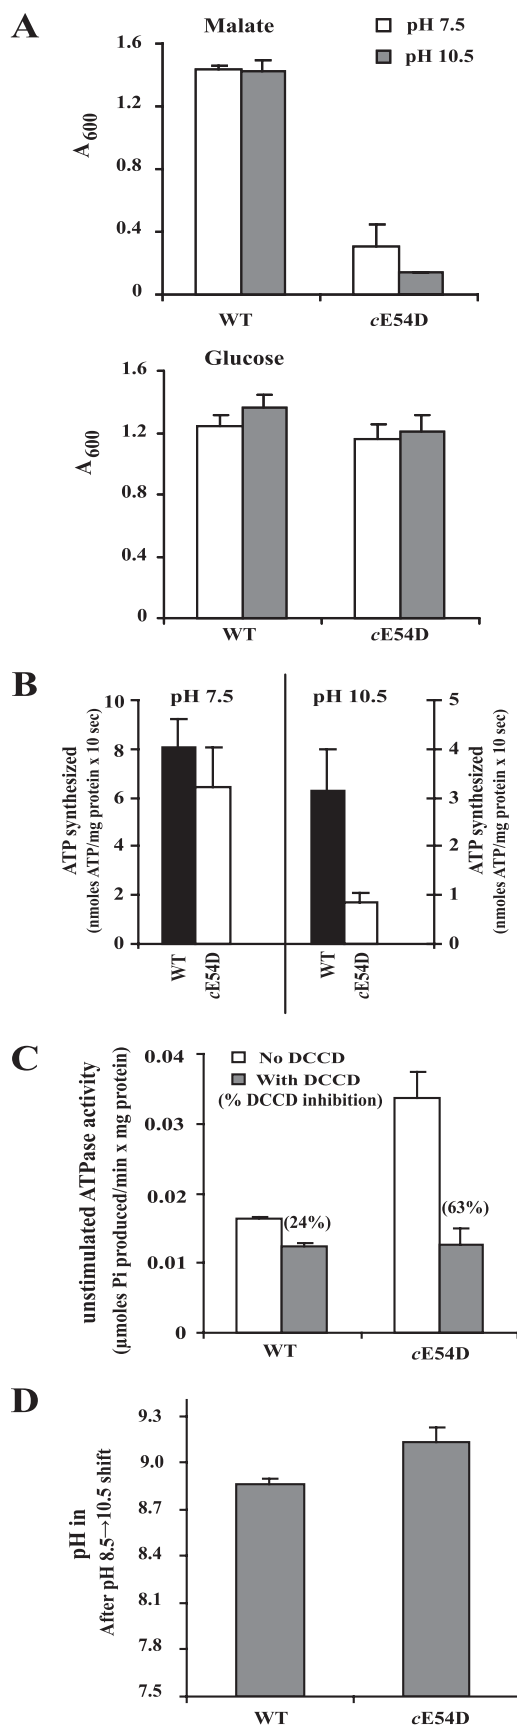 A
Malate
pH 7.5
pH 10.5
1.6
1.2
0.8
0.4
0
A600
WT
cE54D
Glucose
1.6
1.2
0.8
0.4
0
A600
WT
cE54D
B
pH 7.5
pH 10.5
10
8
6
4
2
0
ATP synthesized
(nmoles ATP/mg protein x 10 sec)
5
4
3
2
1
0
ATP synthesized
(nmoles ATP/mg protein x 10 sec)
WT
cE54D
WT
cE54D
C
No DCCD
With DCCD
(% DCCD inhibition)
0.04
0.03
0.02
0.01
0
unstimulated ATPase activity
(μmoles Pi produced/min x mg protein)
(24%)
(63%)
WT
cE54D
D
9.3
9.0
8.7
8.4
8.1
7.8
7.5
pH in
After pH 8.5→10.5 shift
WT
cE54D